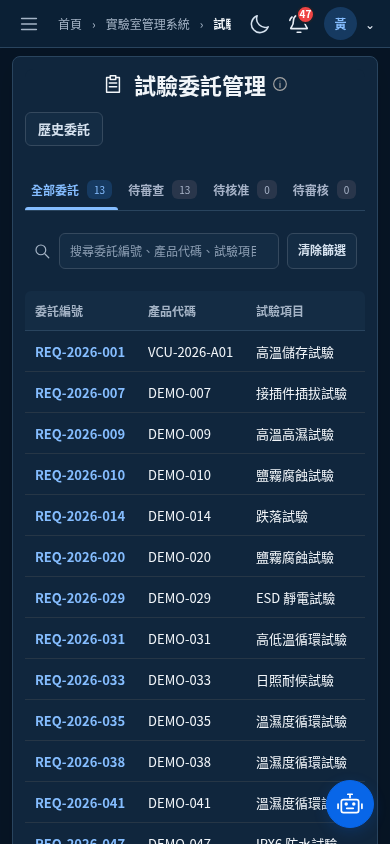 首頁 › 實驗室管理系統 › 試 47 黃
試驗委託管理
歷史委託
全部委託 13 待審查 13 待核准 0 待審核 0
搜尋委託編號、產品代碼、試驗項目 清除篩選
委託編號 產品代碼 試驗項目
REQ-2026-001 VCU-2026-A01 高溫儲存試驗
REQ-2026-007 DEMO-007 接插件插拔試驗
REQ-2026-009 DEMO-009 高溫高濕試驗
REQ-2026-010 DEMO-010 鹽霧腐蝕試驗
REQ-2026-014 DEMO-014 跌落試驗
REQ-2026-020 DEMO-020 鹽霧腐蝕試驗
REQ-2026-029 DEMO-029 ESD 靜電試驗
REQ-2026-031 DEMO-031 高低溫循環試驗
REQ-2026-033 DEMO-033 日照耐候試驗
REQ-2026-035 DEMO-035 溫濕度循環試驗
REQ-2026-038 DEMO-038 溫濕度循環試驗
REQ-2026-041 DEMO-041 溫濕度循環
REQ-2026-047 DEMO-047 IPX6 防水試驗